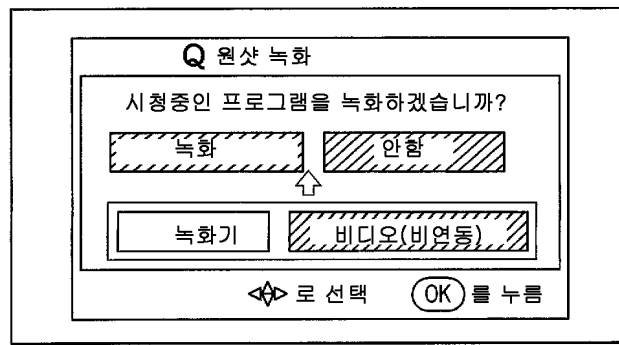 Q 원샷 녹화
시청중인 프로그램을 녹화하겠습니까?
녹화 안함
녹화기 비디오(비연동)
로 선택 OK 를 누름